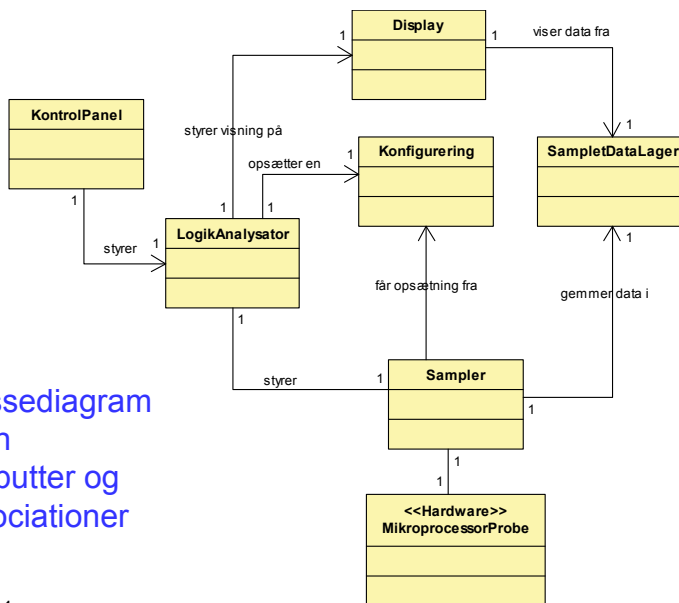 Display
1
viser data fra
1
1
KontrolPanel
styrer visning på
opsætter en
1
Konfigurering
SampletDataLager
1
1
1
1
LogikAnalysator
styrer
1
får opsætning fra
gemmer data i
1
styrer
1
Sampler
1
ssediagram
1
butter og
1
ociationer
<<Hardware>>
MikroprocessorProbe